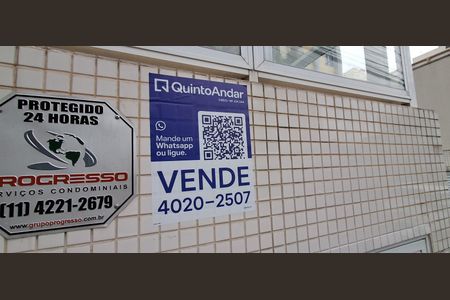 PROTEGIDO
24 HORAS
PROGRESSO
SERVIÇOS CONDOMINIAIS
(11) 4221-2679
www.grupoprogresso.com.br
QuintoAndar
Mande um
Whatsapp
ou ligue.
VENDE
4020-2507